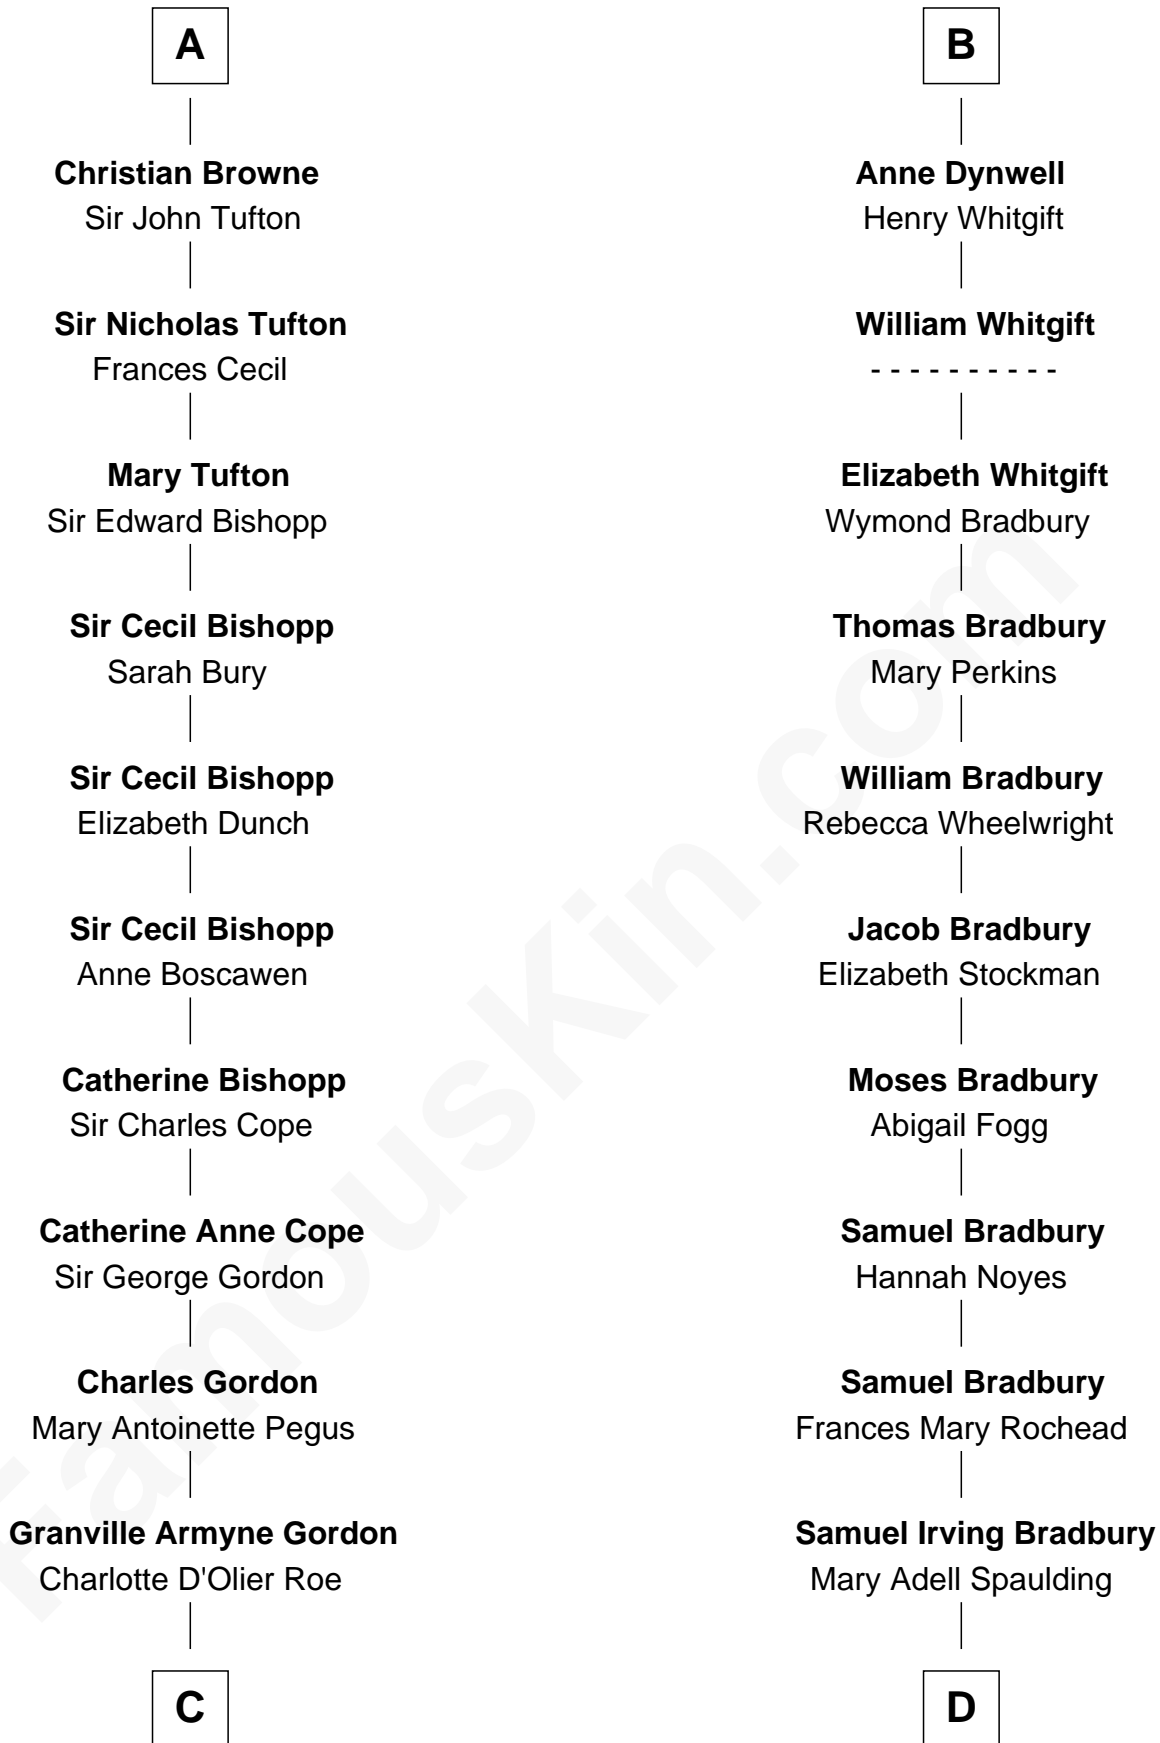 A
Christian Browne
Sir John Tufton
Sir Nicholas Tufton
Frances Cecil
Mary Tufton
Sir Edward Bishopp
Sir Cecil Bishopp
Sarah Bury
Sir Cecil Bishopp
Elizabeth Dunch
Sir Cecil Bishopp
Anne Boscawen
Catherine Bishopp
Sir Charles Cope
Catherine Anne Cope
Sir George Gordon
Charles Gordon
Mary Antoinette Pegus
Granville Armyne Gordon
Charlotte D'Olier Roe
C
B
Anne Dynwell
Henry Whitgift
William Whitgift
- - - - - - - - - -
Elizabeth Whitgift
Wymond Bradbury
Thomas Bradbury
Mary Perkins
William Bradbury
Rebecca Wheelwright
Jacob Bradbury
Elizabeth Stockman
Moses Bradbury
Abigail Fogg
Samuel Bradbury
Hannah Noyes
Samuel Bradbury
Frances Mary Rochead
Samuel Irving Bradbury
Mary Adell Spaulding
D
FamousKin.com